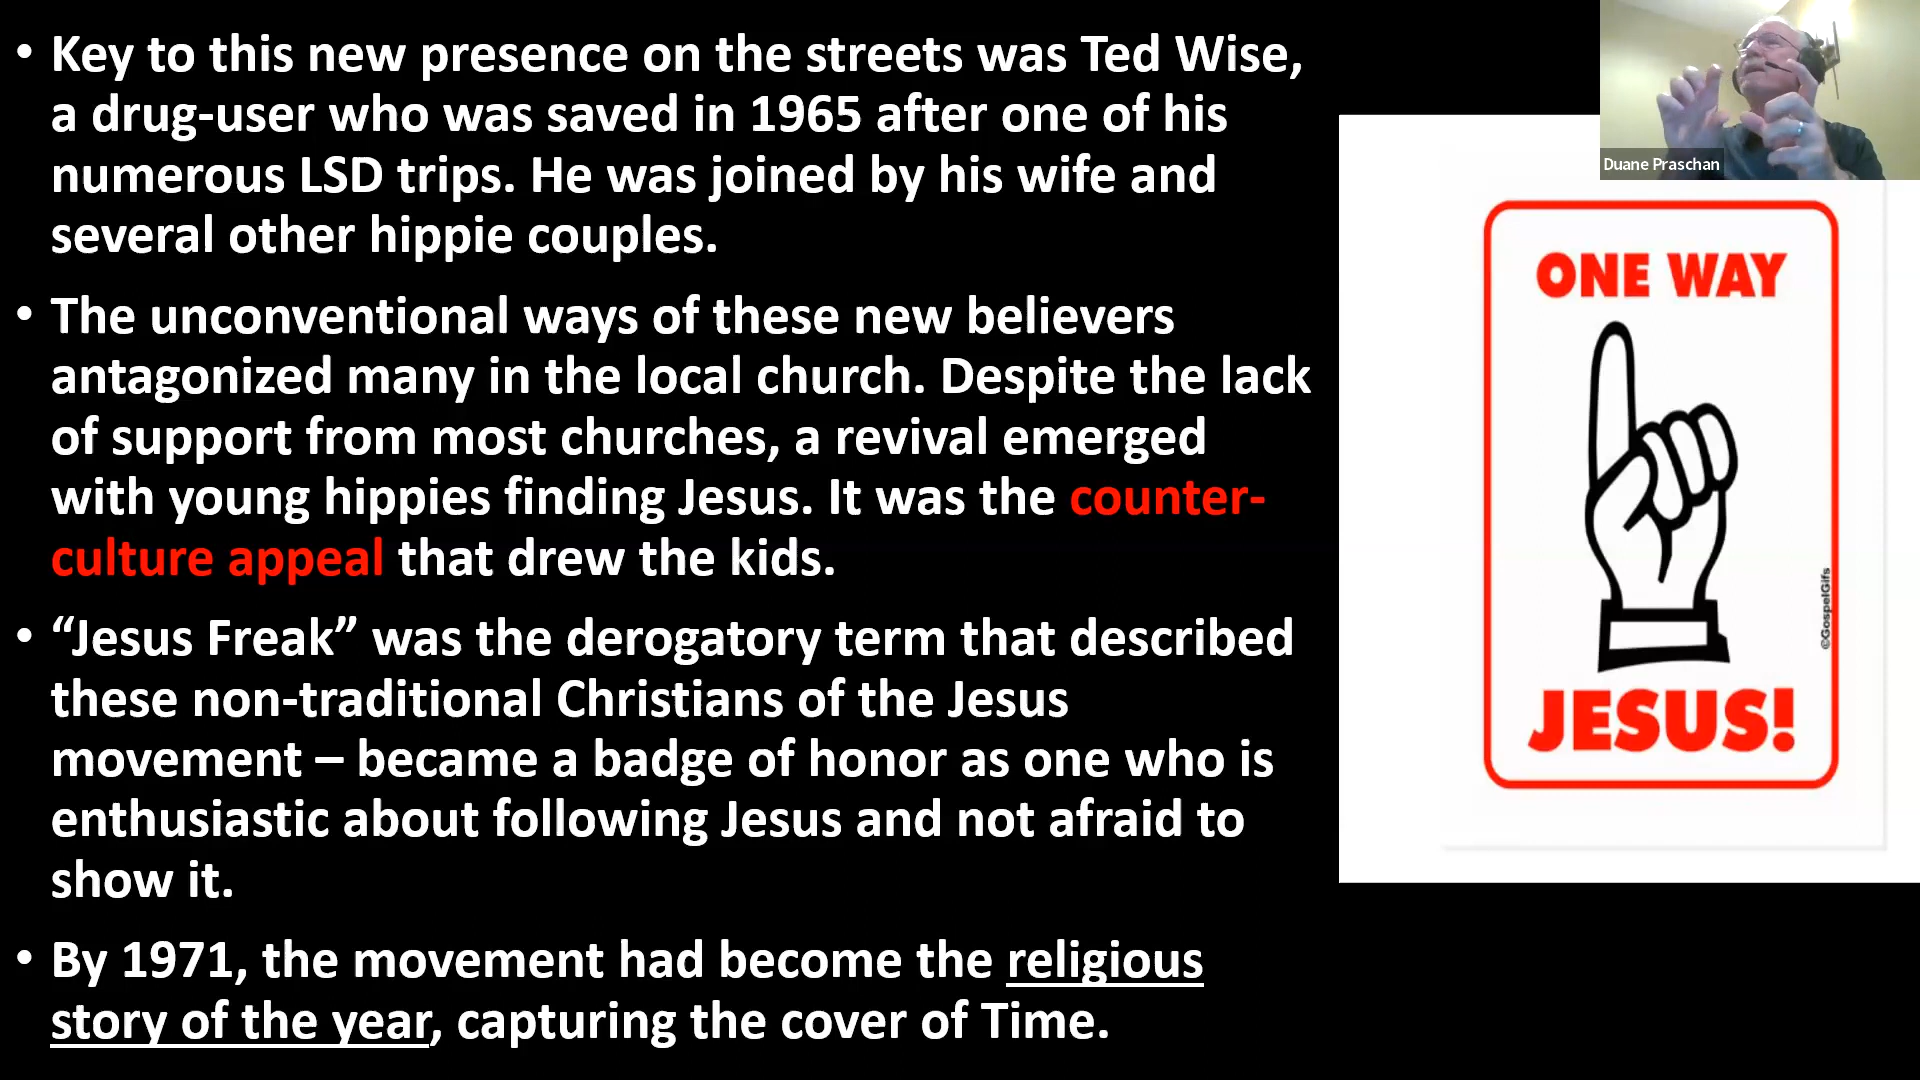 • Key to this new presence on the streets was Ted Wise,
a drug-user who was saved in 1965 after one of his
numerous LSD trips. He was joined by his wife and
several other hippie couples.
• The unconventional ways of these new believers
antagonized many in the local church. Despite the lack
of support from most churches, a revival emerged
with young hippies finding Jesus. It was the counter-
culture appeal that drew the kids.
• “Jesus Freak” was the derogatory term that described
these non-traditional Christians of the Jesus
movement – became a badge of honor as one who is
enthusiastic about following Jesus and not afraid to
show it.
• By 1971, the movement had become the religious
story of the year, capturing the cover of Time.
Duane Praschan
ONE WAY
©GospelGifs
JESUS!